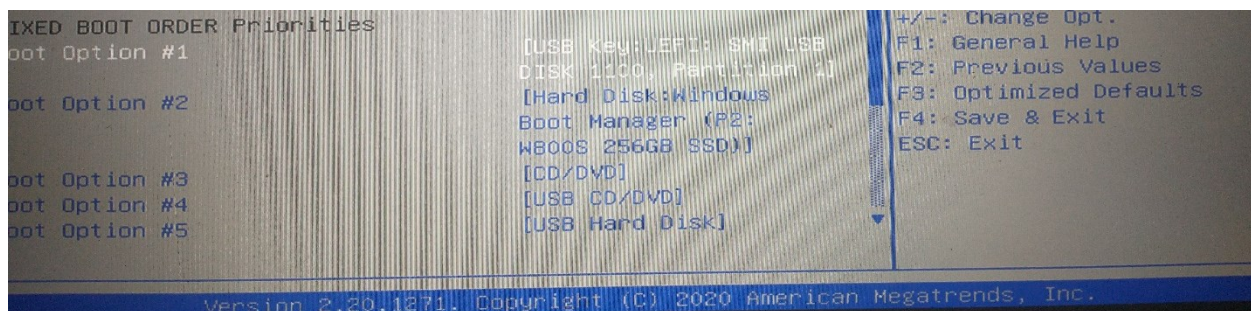 IXED BOOT ORDER Priorities
oot Option #1 [USB Key:UEFI: SMI USB
DISK 1100, Partition 1]
oot Option #2 [Hard Disk:Windows
Boot Manager (P2:
W800S 256GB SSD)]
oot Option #3 [CD/DVD]
oot Option #4 [USB CD/DVD]
oot Option #5 [USB Hard Disk]
+/-: Change Opt.
F1: General Help
F2: Previous Values
F3: Optimized Defaults
F4: Save & Exit
ESC: Exit
Version 2.20.1271. Copyright (C) 2020 American Megatrends, Inc.